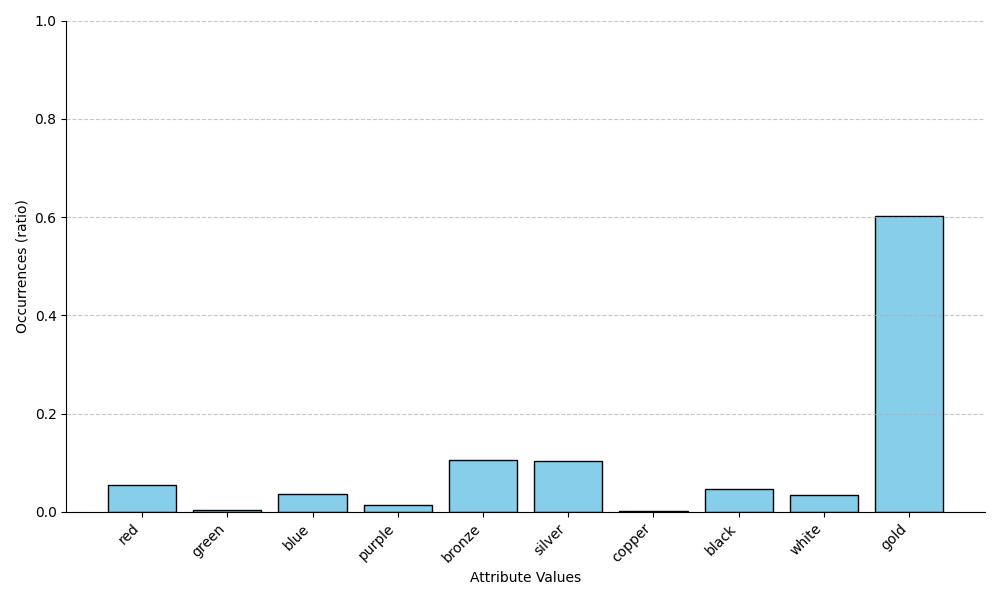 1.0
0.8
0.6
0.4
0.2
0.0
Occurrences (ratio)
red
green
blue
purple
bronze
silver
copper
black
white
gold
Attribute Values